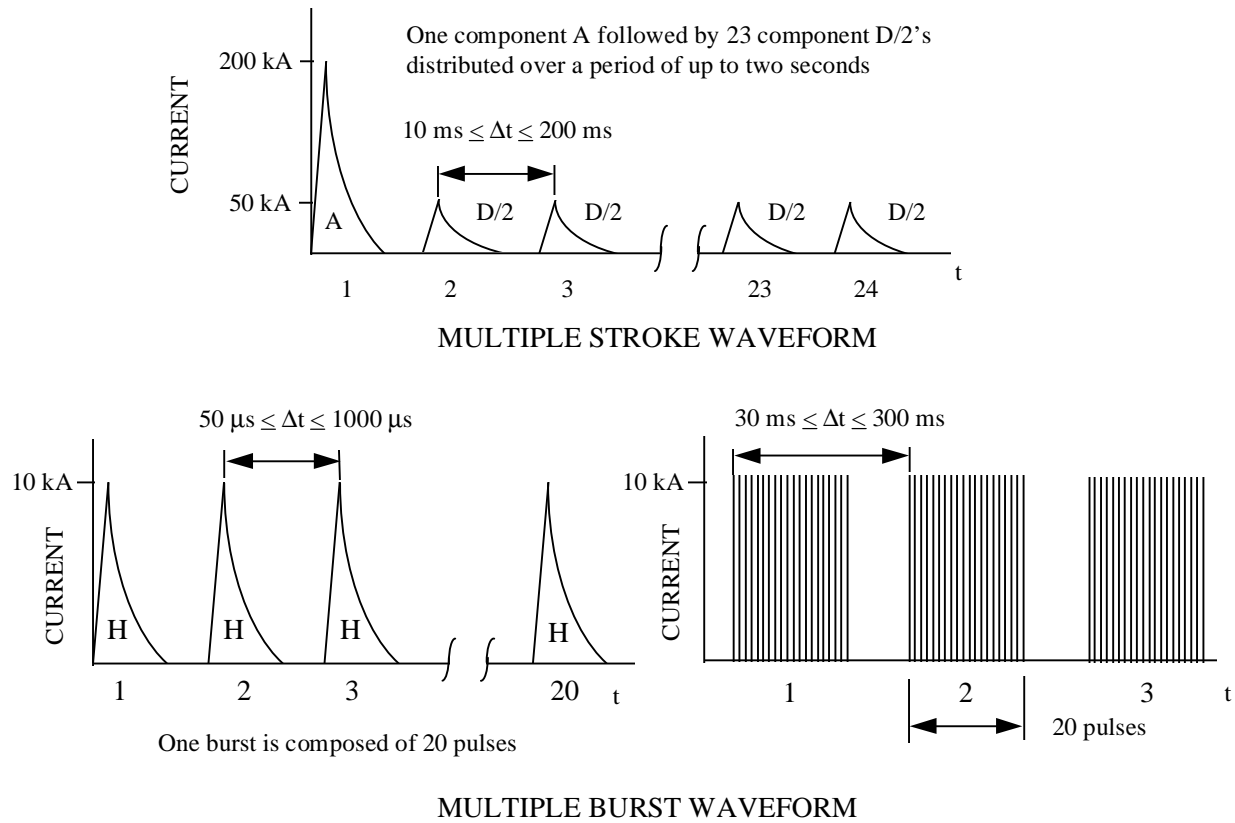 One component A followed by 23 component D/2's
distributed over a period of up to two seconds
200 kA
CURRENT
10 ms ≤ Δt ≤ 200 ms
50 kA
A
D/2
D/2
D/2
D/2
t
1
2
3
23
24
MULTIPLE STROKE WAVEFORM
50 μs ≤ Δt ≤ 1000 μs
10 kA
CURRENT
H
H
H
H
1
2
3
20
t
One burst is composed of 20 pulses
30 ms ≤ Δt ≤ 300 ms
10 kA
CURRENT
1
2
3
t
20 pulses
MULTIPLE BURST WAVEFORM